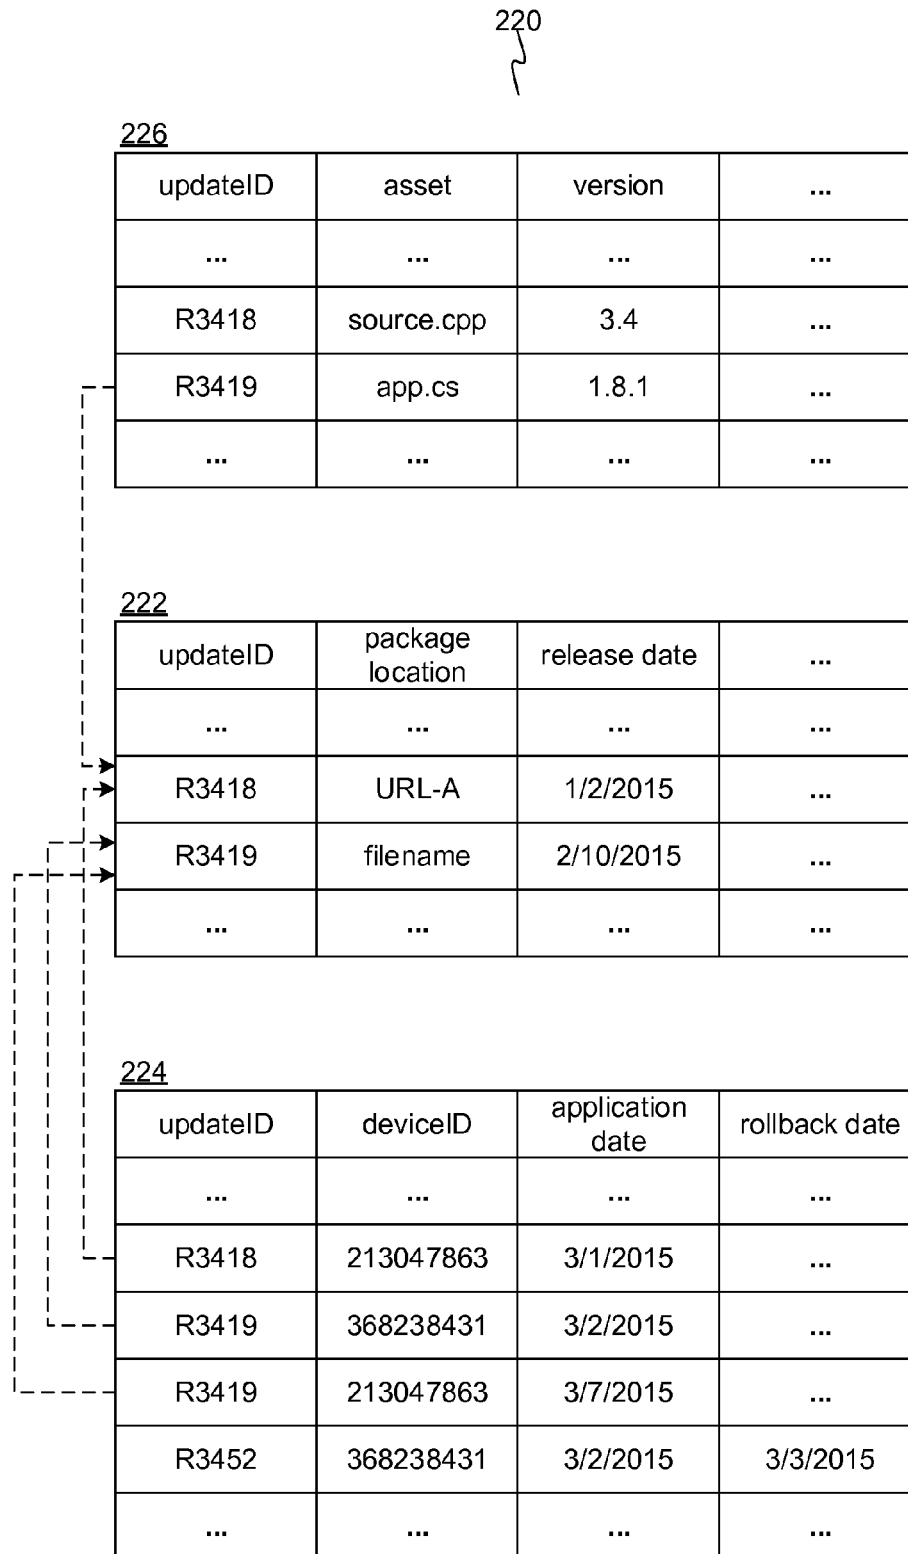 220
226
updateID asset version ...
... ... ... ...
R3418 source.cpp 3.4 ...
R3419 app.cs 1.8.1 ...
... ... ... ...
222
updateID package location release date ...
... ... ... ...
R3418 URL-A 1/2/2015 ...
R3419 filename 2/10/2015 ...
... ... ... ...
224
updateID deviceID application date rollback date
... ... ... ...
R3418 213047863 3/1/2015 ...
R3419 368238431 3/2/2015 ...
R3419 213047863 3/7/2015 ...
R3452 368238431 3/2/2015 3/3/2015
... ... ... ...